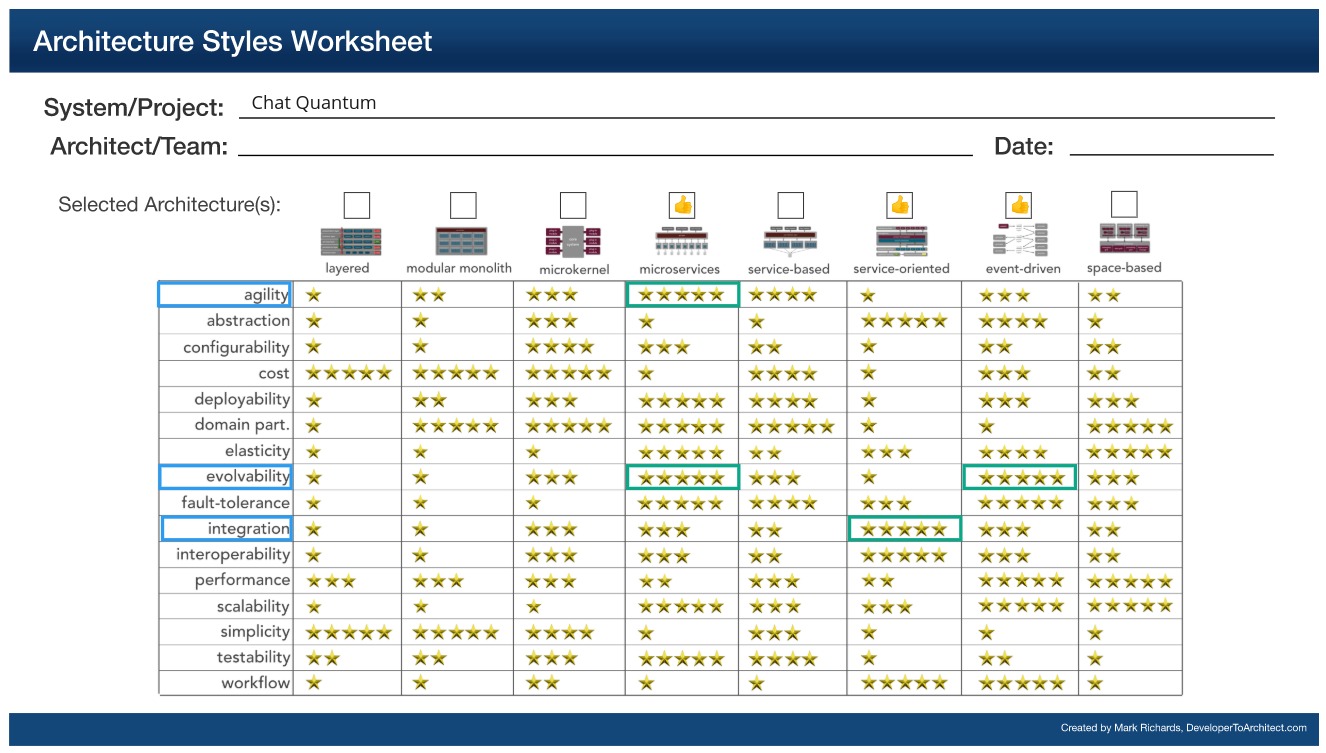 Architecture Styles Worksheet
System/Project: Chat Quantum
Architect/Team: Date:
Selected Architecture(s):
layered modular monolith microkernel microservices service-based service-oriented event-driven space-based
agility
abstraction
configurability
cost
deployability
domain part.
elasticity
evolvability
fault-tolerance
integration
interoperability
performance
scalability
simplicity
testability
workflow
Created by Mark Richards, DeveloperToArchitect.com